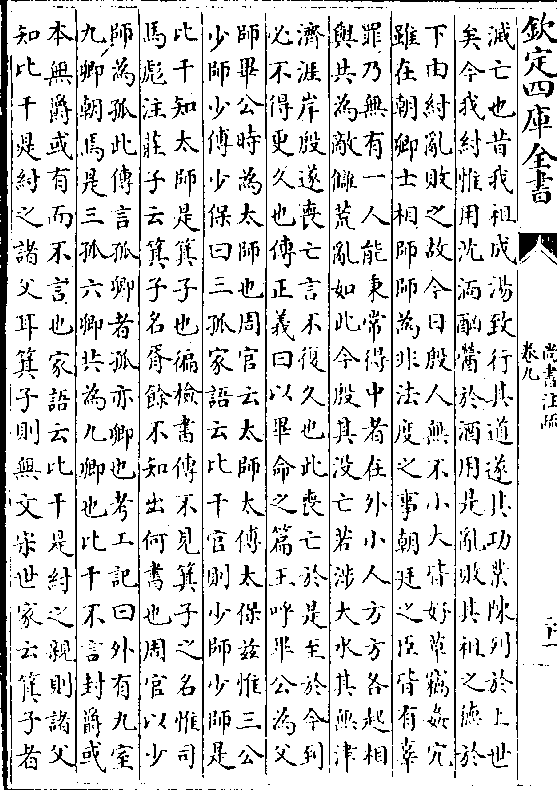 欽定四庫全書
尚書注疏
卷九
滅亡也昔我祖成湯致行其道遂其功業陳列於上世
矣今我紂惟用沈湎酗醟於酒用是亂敗其祖之德於
下由紂亂敗之故今日殷人無不小大皆好草竊姦宄
雖在朝卿士相師師為非法度之事朝廷之臣皆有辜
罪乃無有一人能秉常得中者在外小人方方各起相
與共為敵讎荒亂如此今殷其没亡若涉大水其無津
濟涯岸殷遂喪亡言不復久也此喪亡於是至於今到
必不得更久也傳正義曰以畢命之篇王呼畢公為父
師畢公時為太師也周官云太師太傅太保兹惟三公
少師少傅少保曰三孤家語云比干官則少師少師是
比干知太師是箕子也徧檢書傳不見箕子之名惟司
馬彪注莊子云箕子名胥餘不知出何書也周官以少
師為孤此傳言孤卿者孤亦卿也考工記曰外有九室
九卿朝焉是三孤六卿共為九卿也比干不言封爵或
本無爵或有而不言也家語云比干是紂之親則諸父
知比干是紂之諸父耳箕子則無文宋世家云箕子者